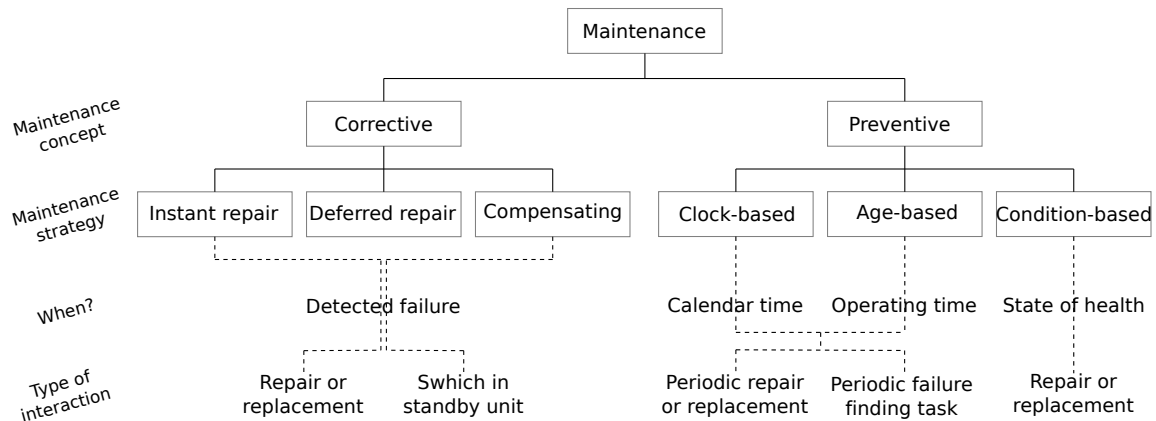 Maintenance
Maintenance
concept
Corrective
Preventive
Maintenance
strategy
Instant repair
Deferred repair
Compensating
Clock-based
Age-based
Condition-based
When?
Detected failure
Calendar time
Operating time
State of health
Type of
interaction
Repair or
replacement
Swhich in
standby unit
Periodic repair
or replacement
Periodic failure
finding task
Repair or
replacement